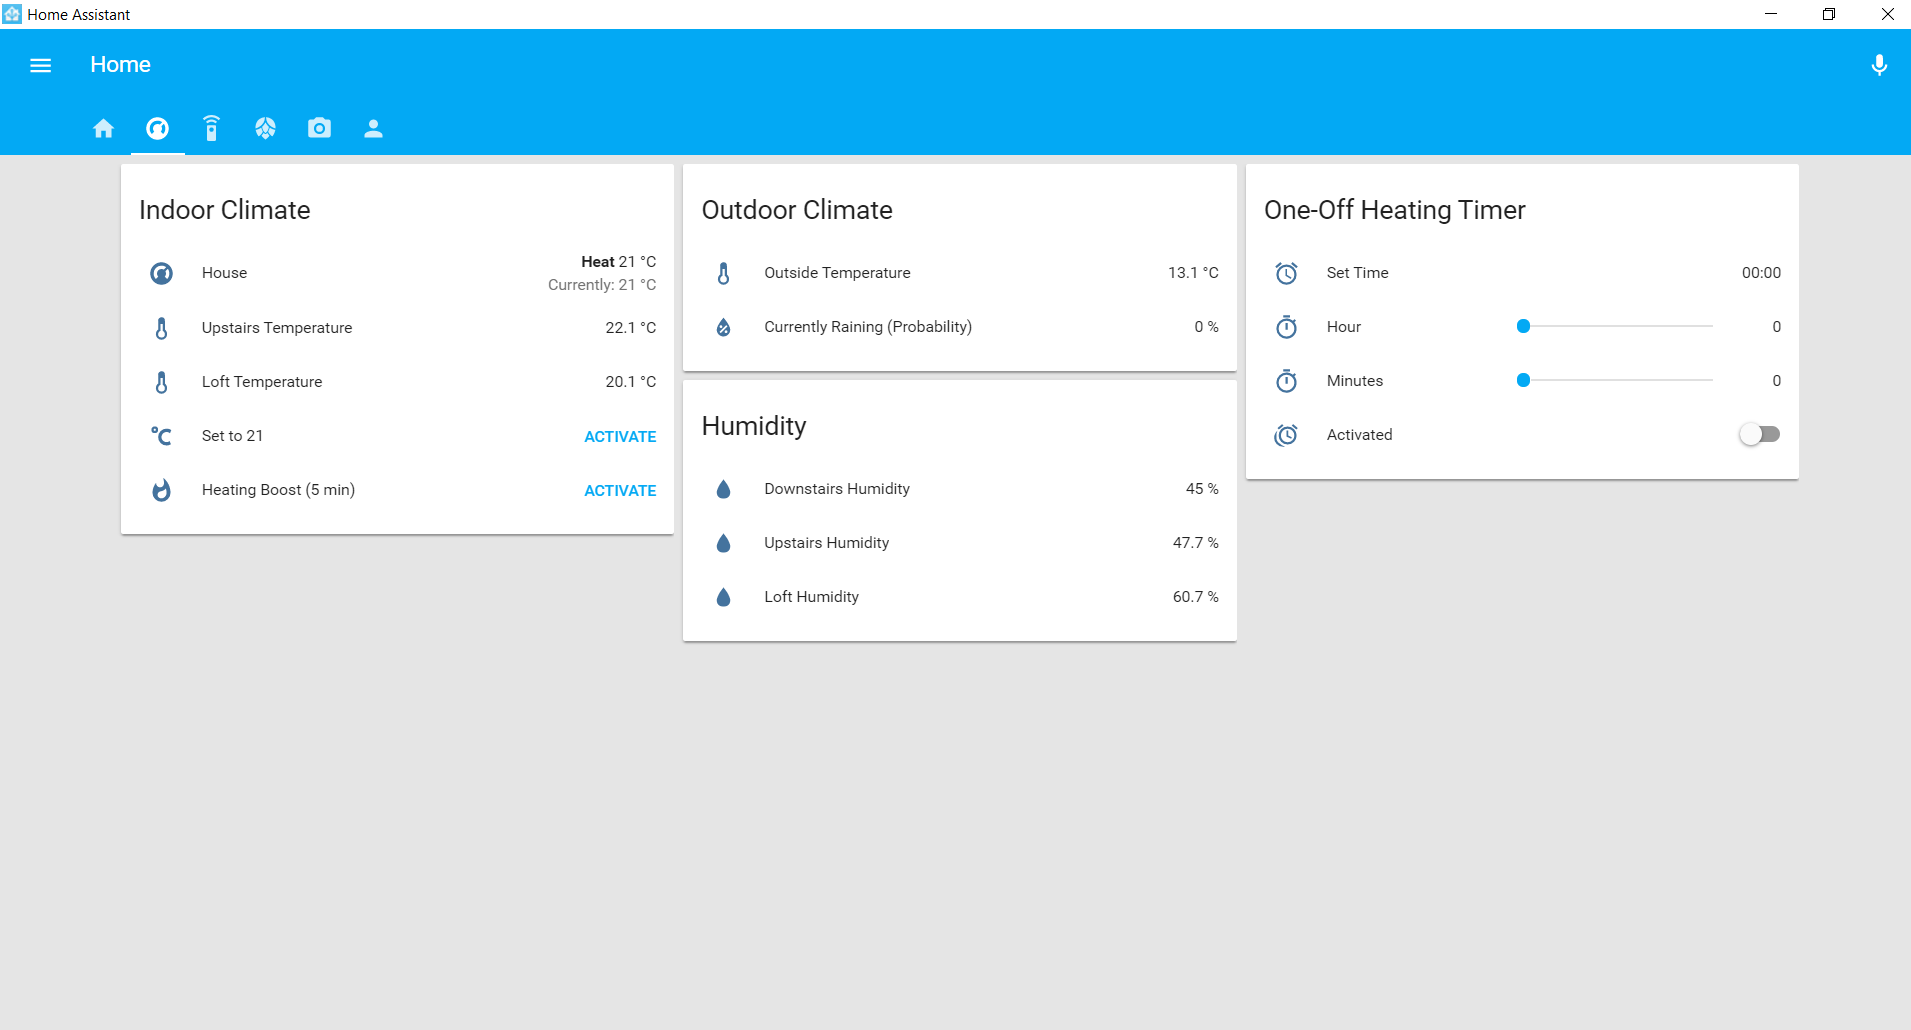 Home Assistant
Home
Indoor Climate
House
Heat 21 °C
Currently: 21 °C
Upstairs Temperature 22.1 °C
Loft Temperature 20.1 °C
Set to 21 ACTIVATE
Heating Boost (5 min) ACTIVATE
Outdoor Climate
Outside Temperature 13.1 °C
Currently Raining (Probability) 0 %
Humidity
Downstairs Humidity 45 %
Upstairs Humidity 47.7 %
Loft Humidity 60.7 %
One-Off Heating Timer
Set Time 00:00
Hour 0
Minutes 0
Activated